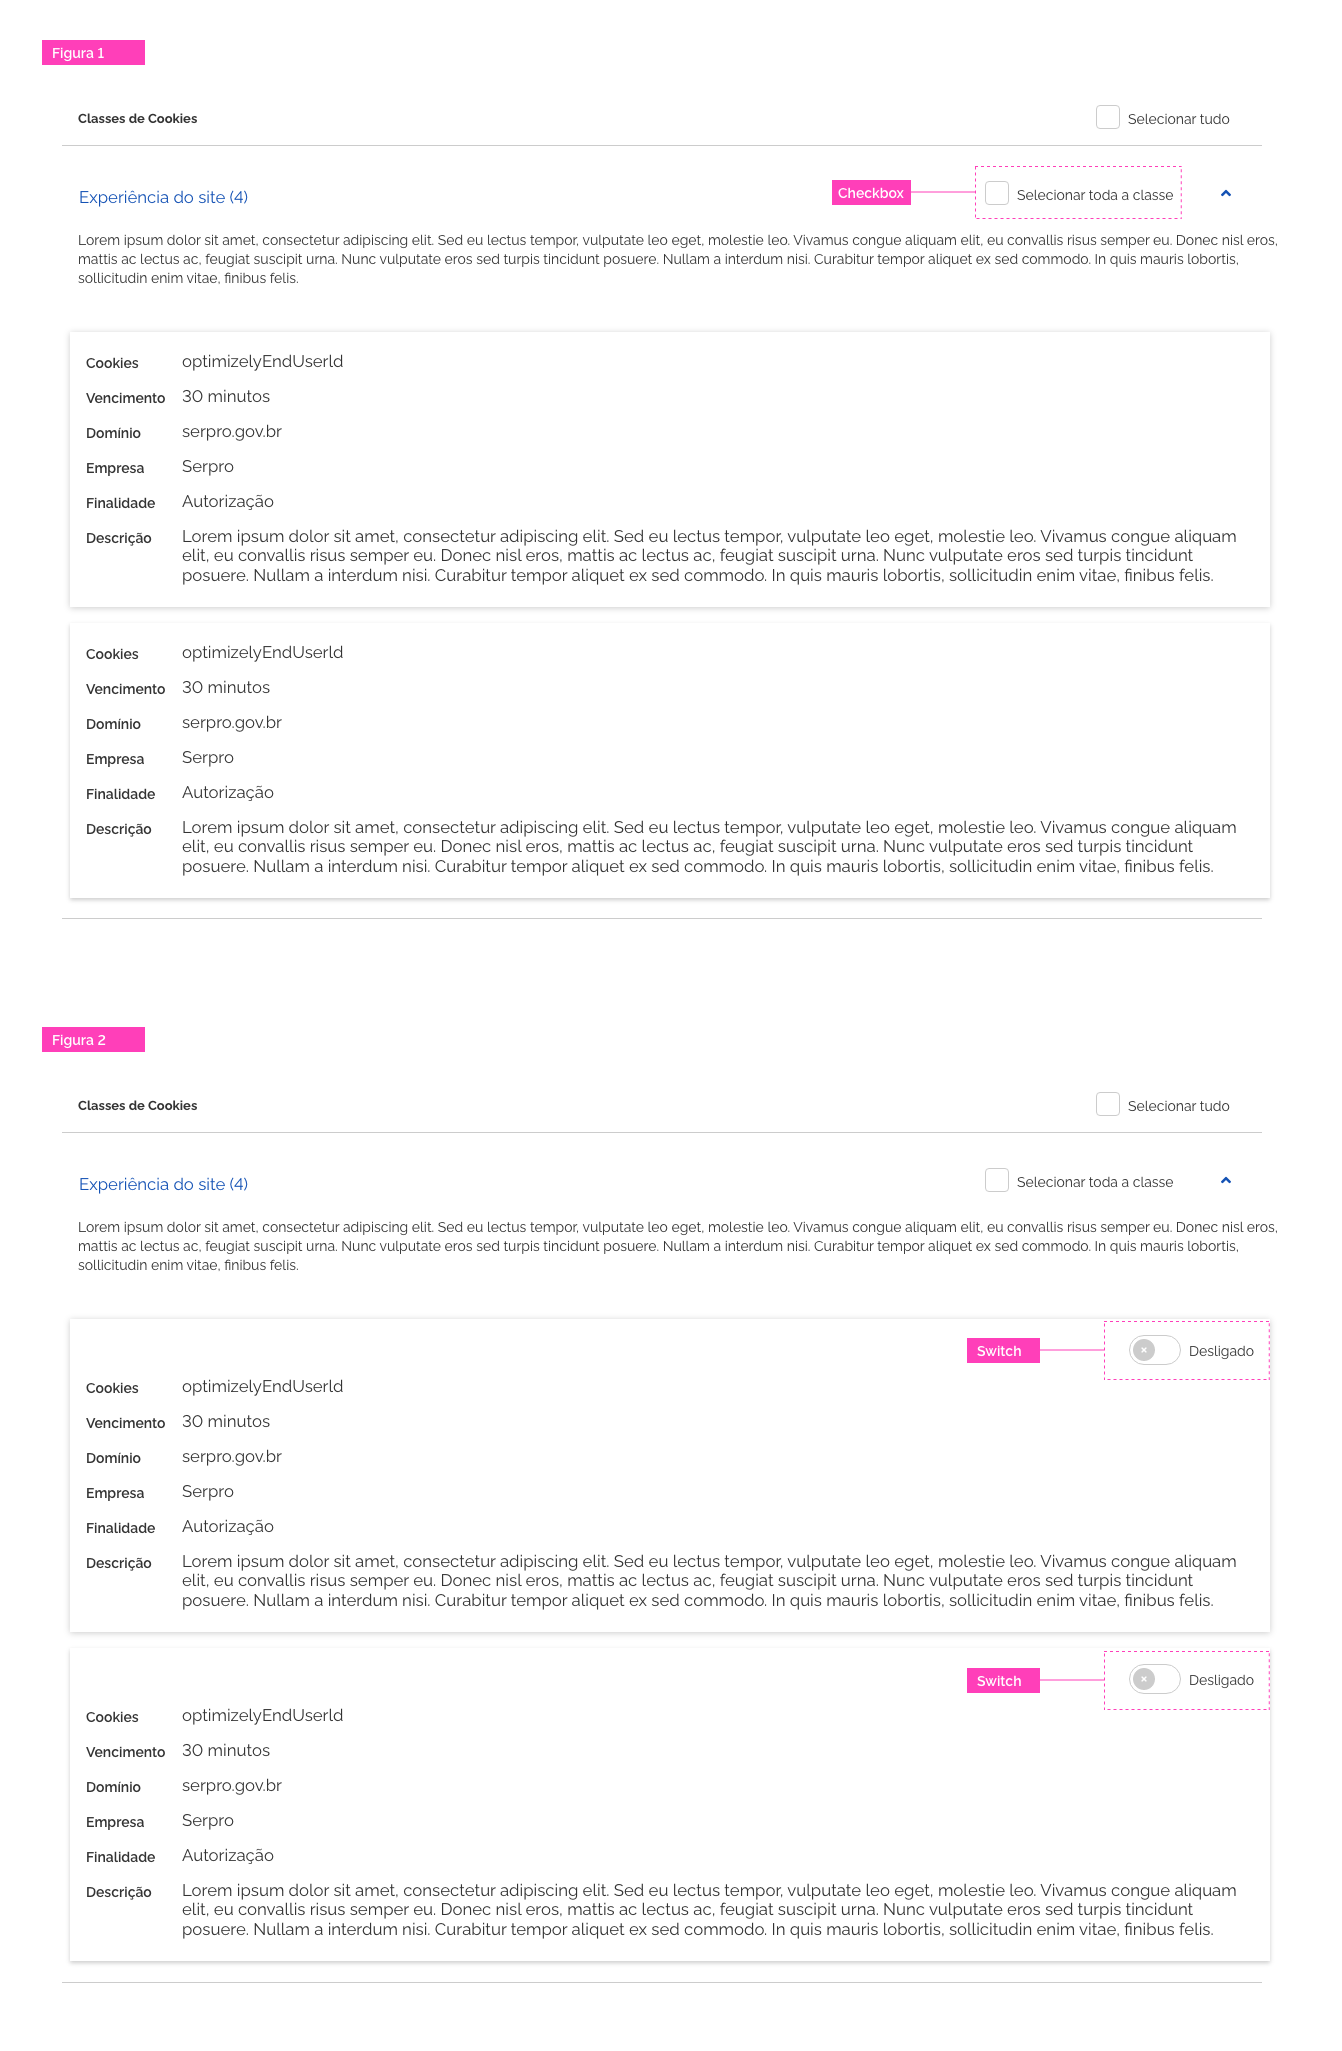 Figura 1
Classes de Cookies
Selecionar tudo
Experiência do site (4)
Checkbox
Selecionar toda a classe
Lorem ipsum dolor sit amet, consectetur adipiscing elit. Sed eu lectus tempor, vulputate leo eget, molestie leo. Vivamus congue aliquam elit, eu convallis risus semper eu. Donec nisl eros,
mattis ac lectus ac, feugiat suscipit urna. Nunc vulputate eros sed turpis tincidunt posuere. Nullam a interdum nisi. Curabitur tempor aliquet ex sed commodo. In quis mauris lobortis,
sollicitudin enim vitae, finibus felis.
Cookies optimizelyEndUserld
Vencimento 30 minutos
Domínio serpro.gov.br
Empresa Serpro
Finalidade Autorização
Descrição Lorem ipsum dolor sit amet, consectetur adipiscing elit. Sed eu lectus tempor, vulputate leo eget, molestie leo. Vivamus congue aliquam
elit, eu convallis risus semper eu. Donec nisl eros, mattis ac lectus ac, feugiat suscipit urna. Nunc vulputate eros sed turpis tincidunt
posuere. Nullam a interdum nisi. Curabitur tempor aliquet ex sed commodo. In quis mauris lobortis, sollicitudin enim vitae, finibus felis.
Cookies optimizelyEndUserld
Vencimento 30 minutos
Domínio serpro.gov.br
Empresa Serpro
Finalidade Autorização
Descrição Lorem ipsum dolor sit amet, consectetur adipiscing elit. Sed eu lectus tempor, vulputate leo eget, molestie leo. Vivamus congue aliquam
elit, eu convallis risus semper eu. Donec nisl eros, mattis ac lectus ac, feugiat suscipit urna. Nunc vulputate eros sed turpis tincidunt
posuere. Nullam a interdum nisi. Curabitur tempor aliquet ex sed commodo. In quis mauris lobortis, sollicitudin enim vitae, finibus felis.
Figura 2
Classes de Cookies
Selecionar tudo
Experiência do site (4)
Selecionar toda a classe
Lorem ipsum dolor sit amet, consectetur adipiscing elit. Sed eu lectus tempor, vulputate leo eget, molestie leo. Vivamus congue aliquam elit, eu convallis risus semper eu. Donec nisl eros,
mattis ac lectus ac, feugiat suscipit urna. Nunc vulputate eros sed turpis tincidunt posuere. Nullam a interdum nisi. Curabitur tempor aliquet ex sed commodo. In quis mauris lobortis,
sollicitudin enim vitae, finibus felis.
Switch
Desligado
Cookies optimizelyEndUserld
Vencimento 30 minutos
Domínio serpro.gov.br
Empresa Serpro
Finalidade Autorização
Descrição Lorem ipsum dolor sit amet, consectetur adipiscing elit. Sed eu lectus tempor, vulputate leo eget, molestie leo. Vivamus congue aliquam
elit, eu convallis risus semper eu. Donec nisl eros, mattis ac lectus ac, feugiat suscipit urna. Nunc vulputate eros sed turpis tincidunt
posuere. Nullam a interdum nisi. Curabitur tempor aliquet ex sed commodo. In quis mauris lobortis, sollicitudin enim vitae, finibus felis.
Switch
Desligado
Cookies optimizelyEndUserld
Vencimento 30 minutos
Domínio serpro.gov.br
Empresa Serpro
Finalidade Autorização
Descrição Lorem ipsum dolor sit amet, consectetur adipiscing elit. Sed eu lectus tempor, vulputate leo eget, molestie leo. Vivamus congue aliquam
elit, eu convallis risus semper eu. Donec nisl eros, mattis ac lectus ac, feugiat suscipit urna. Nunc vulputate eros sed turpis tincidunt
posuere. Nullam a interdum nisi. Curabitur tempor aliquet ex sed commodo. In quis mauris lobortis, sollicitudin enim vitae, finibus felis.